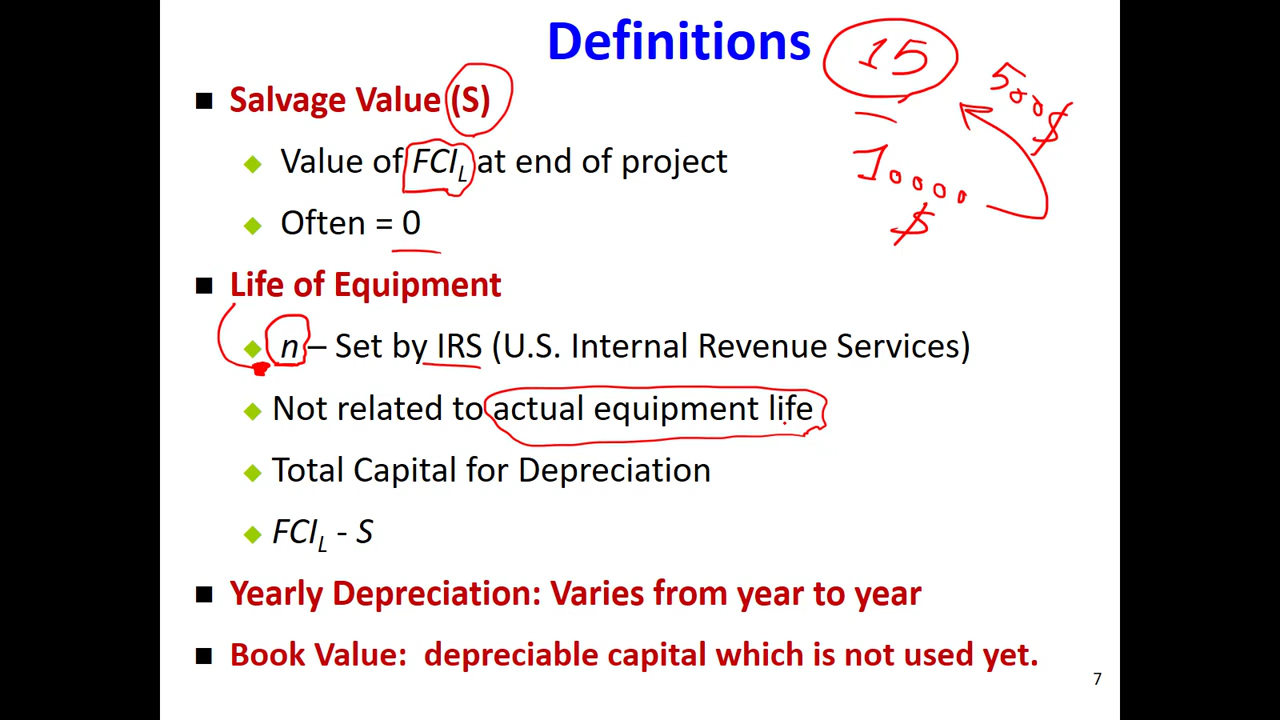 Definitions
15
500$
10000
$
■ Salvage Value (S)
◆ Value of FCI_L at end of project
◆ Often = 0
■ Life of Equipment
◆ n – Set by IRS (U.S. Internal Revenue Services)
◆ Not related to actual equipment life
◆ Total Capital for Depreciation
◆ FCI_L - S
■ Yearly Depreciation: Varies from year to year
■ Book Value: depreciable capital which is not used yet.
7